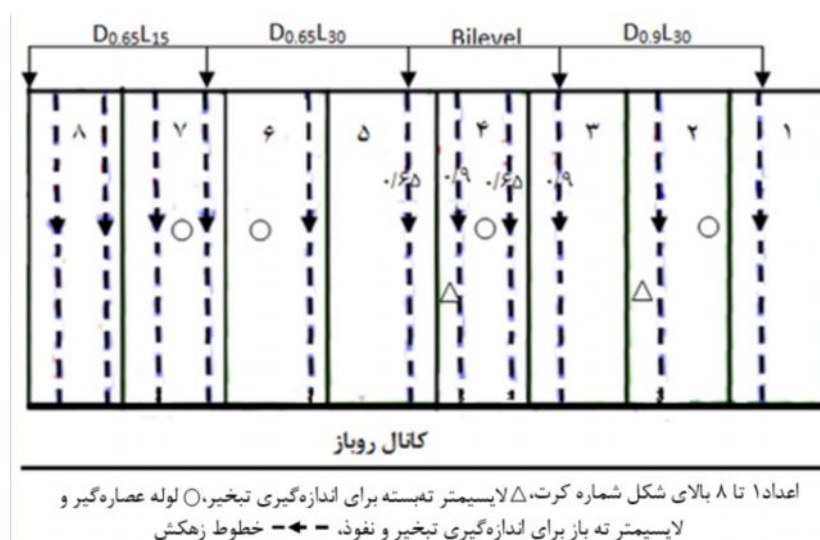 D0.65L15 D0.65L30 Bilevel D0.9L30
۸ ۷ ۶ ۵ ۴ ۳ ۲ ۱
۰/۶۵ ۰/۹ ۰/۶۵ ۰/۹
کانال روباز
اعداد۱ تا ۸ بالای شکل شماره کرت، △ لایسیمتر ته‌بسته برای اندازه‌گیری تبخیر، ○ لوله عصاره‌گیر و
لایسیمتر ته باز برای اندازه‌گیری تبخیر و نفوذ، خطوط زهکش